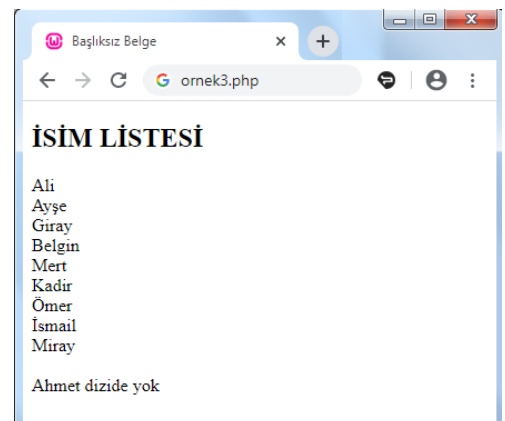 Başlıksız Belge
ornek3.php
İSİM LİSTESİ
Ali
Ayşe
Giray
Belgin
Mert
Kadir
Ömer
İsmail
Miray
Ahmet dizide yok